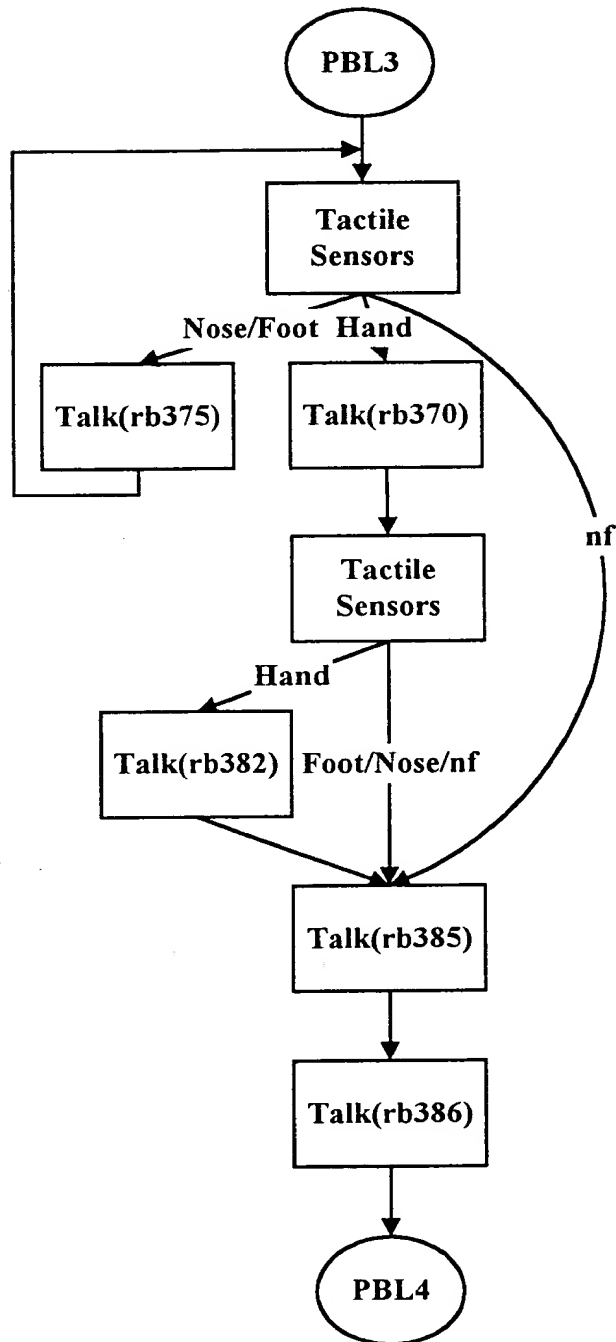 PBL3
Tactile
Sensors
Nose/Foot Hand
Talk(rb375)
Talk(rb370)
nf
Tactile
Sensors
Hand
Talk(rb382)
Foot/Nose/nf
Talk(rb385)
Talk(rb386)
PBL4